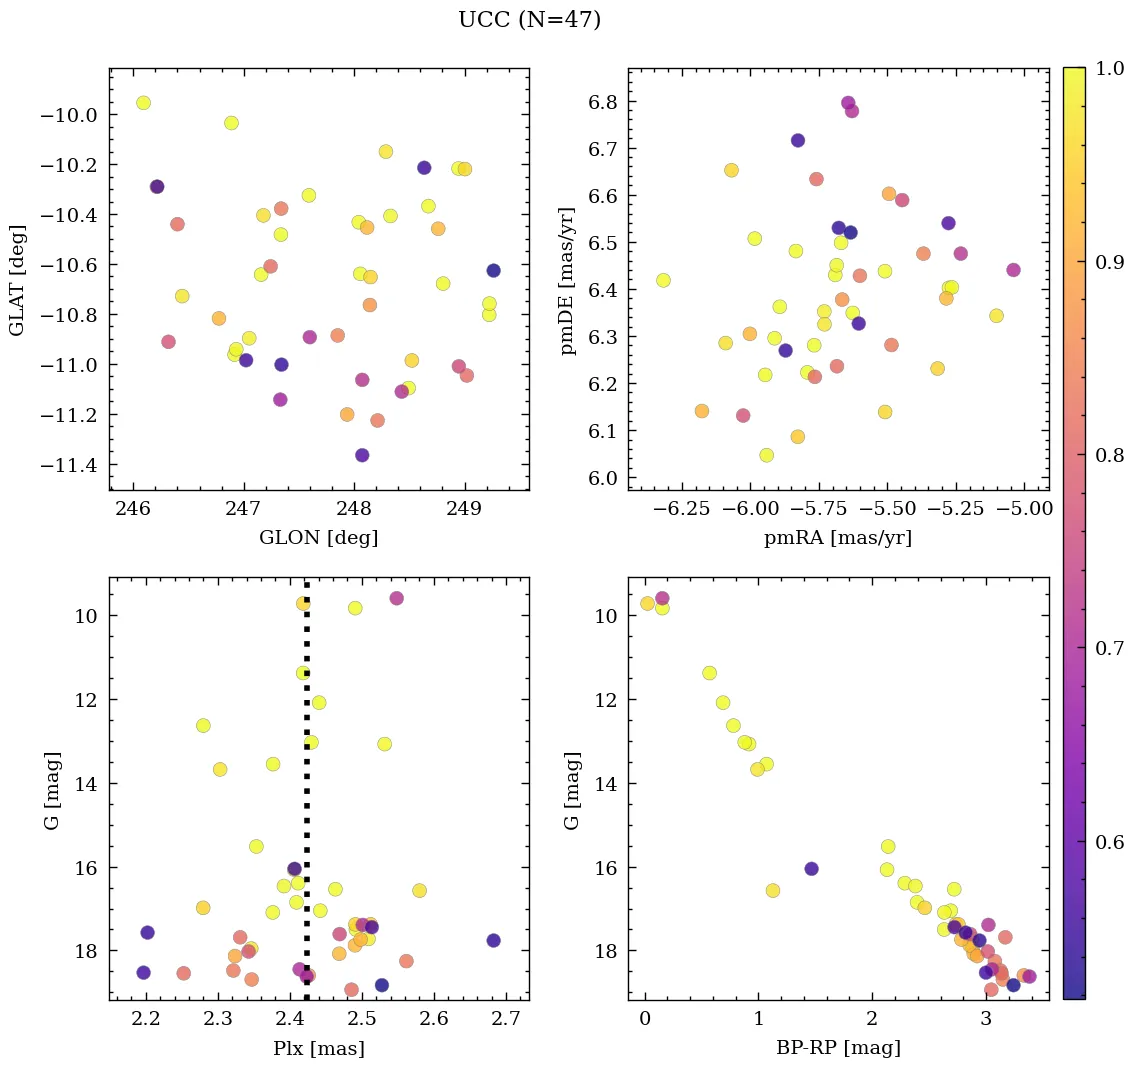 UCC (N=47)
−10.0
−10.2
−10.4
−10.6
−10.8
−11.0
−11.2
−11.4
GLAT [deg]
246 247 248 249
GLON [deg]
6.8
6.7
6.6
6.5
6.4
6.3
6.2
6.1
6.0
pmDE [mas/yr]
−6.25 −6.00 −5.75 −5.50 −5.25 −5.00
pmRA [mas/yr]
1.0
0.9
0.8
0.7
0.6
10
12
14
16
18
G [mag]
2.2 2.3 2.4 2.5 2.6 2.7
Plx [mas]
10
12
14
16
18
G [mag]
0 1 2 3
BP-RP [mag]